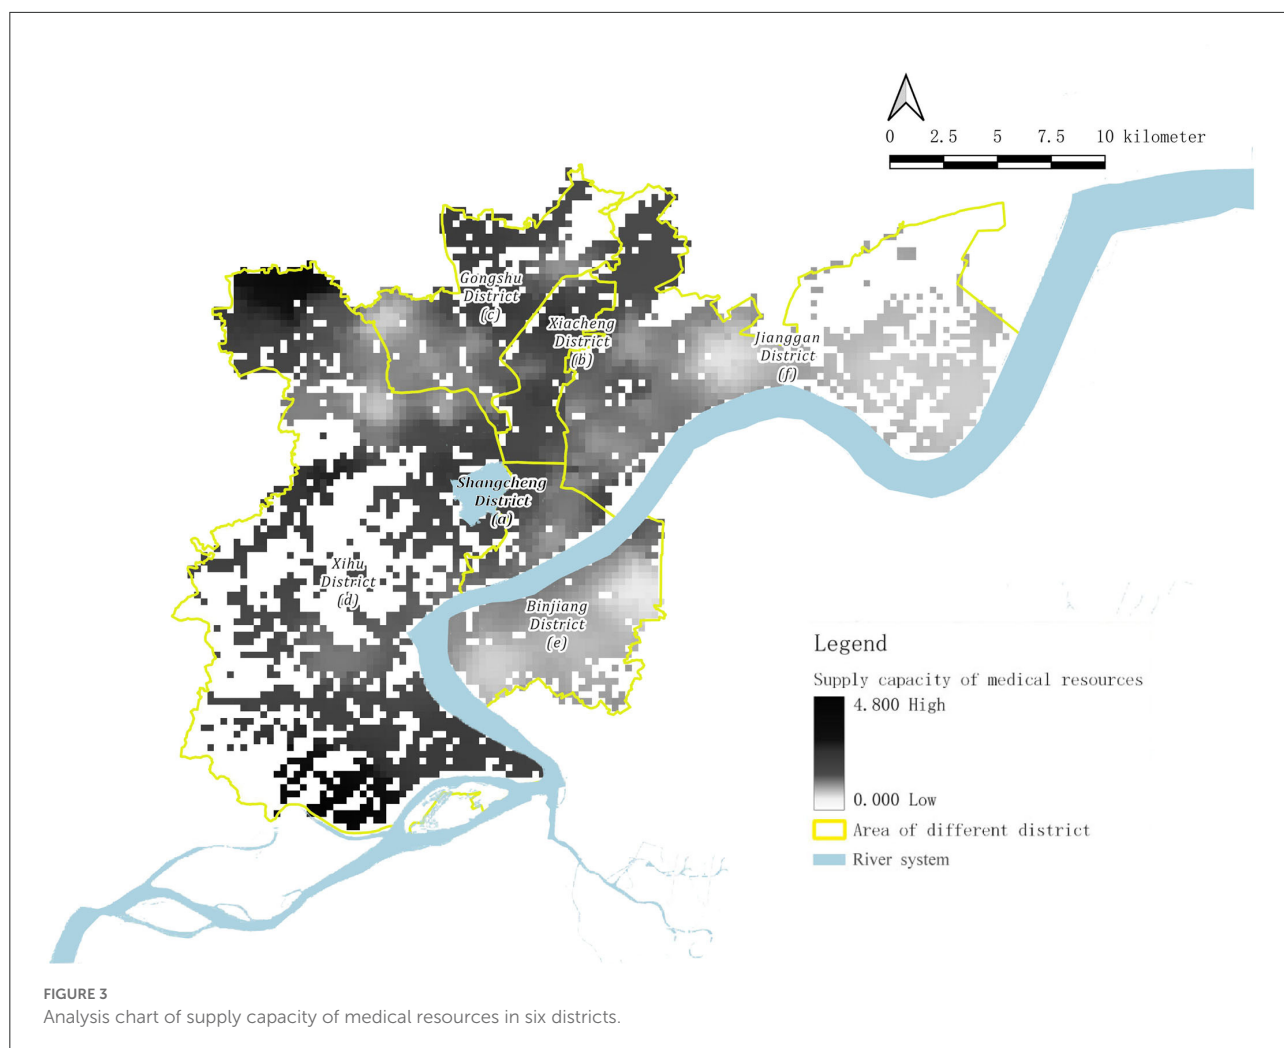 0 2.5 5 7.5 10 kilometer
Gongshu
District
(c)
Xiacheng
District
(b)
Jianggan
District
(f)
Shangcheng
District
(a)
Xihu
District
(d)
Binjiang
District
(e)
Legend
Supply capacity of medical resources
4.800 High
0.000 Low
Area of different district
River system
FIGURE 3
Analysis chart of supply capacity of medical resources in six districts.